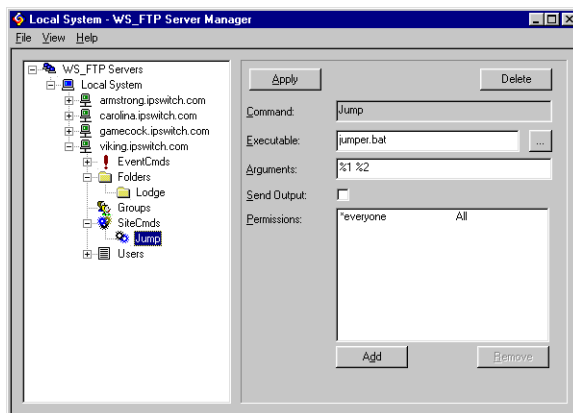 Local System - WS_FTP Server Manager
File View Help
WS_FTP Servers
Local System
armstrong.ipswitch.com
carolina.ipswitch.com
gamecock.ipswitch.com
viking.ipswitch.com
EventCmds
Folders
Lodge
Groups
SiteCmds
Jump
Users
Apply Delete
Command: Jump
Executable: jumper.bat ...
Arguments: %1 %2
Send Output:
Permissions: *everyone All
Add Remove